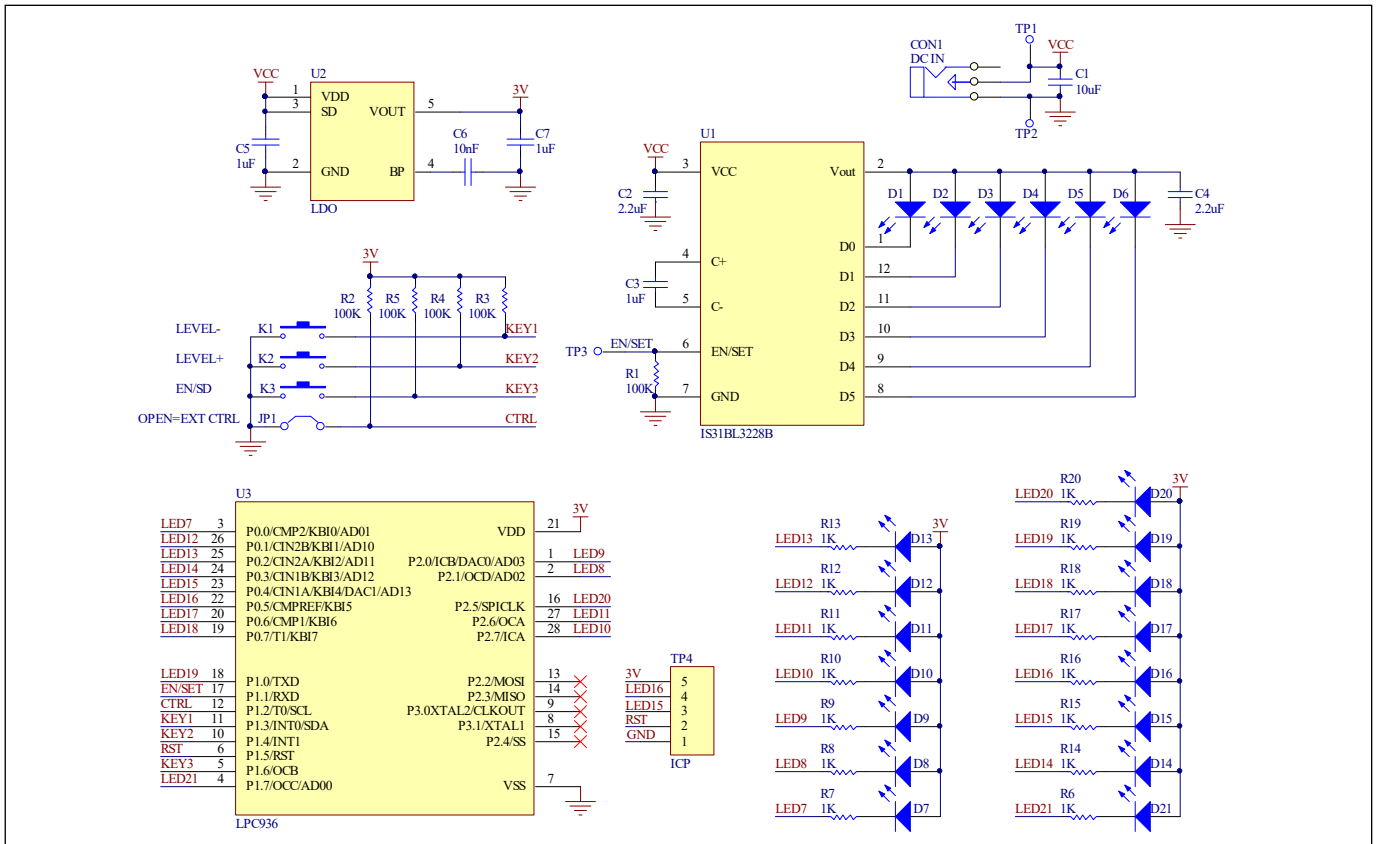 U2
VCC
1
VDD
3
SD
VOUT
5
3V
C5
1uF
C6
10nF
C7
1uF
2
GND
BP
4
LDO
CON1
DC IN
TP1
VCC
C1
10uF
TP2
U1
VCC
3
VCC
Vout
2
C2
2.2uF
D1
D2
D3
D4
D5
D6
C4
2.2uF
4
C+
C3
1uF
5
C-
D0
1
D1
12
D2
11
D3
10
D4
9
D5
8
TP3
EN/SET
6
EN/SET
R1
100K
7
GND
IS31BL3228B
3V
R2
100K
R5
100K
R4
100K
R3
100K
LEVEL-
K1
KEY1
LEVEL+
K2
KEY2
EN/SD
K3
KEY3
OPEN=EXT CTRL
JP1
CTRL
U3
LED7 3 P0.0/CMP2/KBI0/AD01
LED12 26 P0.1/CIN2B/KBI1/AD10
LED13 25 P0.2/CIN2A/KBI2/AD11
LED14 24 P0.3/CIN1B/KBI3/AD12
LED15 23 P0.4/CIN1A/KBI4/DAC1/AD13
LED16 22 P0.5/CMPREF/KBI5
LED17 20 P0.6/CMP1/KBI6
LED18 19 P0.7/T1/KBI7
LED19 18 P1.0/TXD
EN/SET 17 P1.1/RXD
CTRL 12 P1.2/T0/SCL
KEY1 11 P1.3/INT0/SDA
KEY2 10 P1.4/INT1
RST 6 P1.5/RST
KEY3 5 P1.6/OCB
LED21 4 P1.7/OCC/AD00
VDD 21 3V
P2.0/ICB/DAC0/AD03 1 LED9
P2.1/OCD/AD02 2 LED8
P2.5/SPICLK 16 LED20
P2.6/OCA 27 LED11
P2.7/ICA 28 LED10
P2.2/MOSI 13
P2.3/MISO 14
P3.0XTAL2/CLKOUT 9
P3.1/XTAL1 8
P2.4/SS 15
VSS 7
LPC936
TP4
3V 5
LED16 4
LED15 3
RST 2
GND 1
ICP
3V
R13
LED13 1K D13
R12
LED12 1K D12
R11
LED11 1K D11
R10
LED10 1K D10
R9
LED9 1K D9
R8
LED8 1K D8
R7
LED7 1K D7
3V
R20
LED20 1K D20
R19
LED19 1K D19
R18
LED18 1K D18
R17
LED17 1K D17
R16
LED16 1K D16
R15
LED15 1K D15
R14
LED14 1K D14
R6
LED21 1K D21